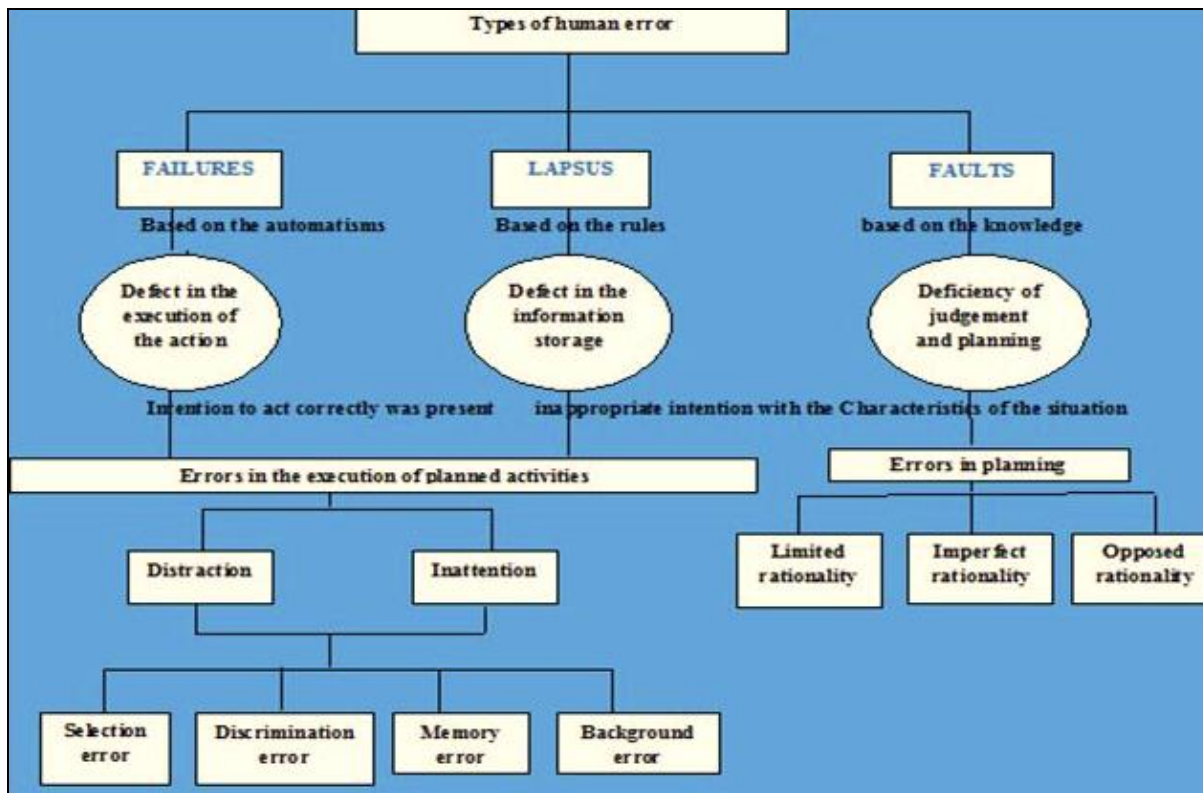 Types of human error
FAILURES
LAPSUS
FAULTS
Based on the automatisms
Based on the rules
based on the knowledge
Defect in the
execution of
the action
Defect in the
information
storage
Deficiency of
judgement
and planning
Intention to act correctly was present
inappropriate intention with the Characteristics of the situation
Errors in the execution of planned activities
Errors in planning
Distraction
Inattention
Limited
rationality
Imperfect
rationality
Opposed
rationality
Selection
error
Discrimination
error
Memory
error
Background
error